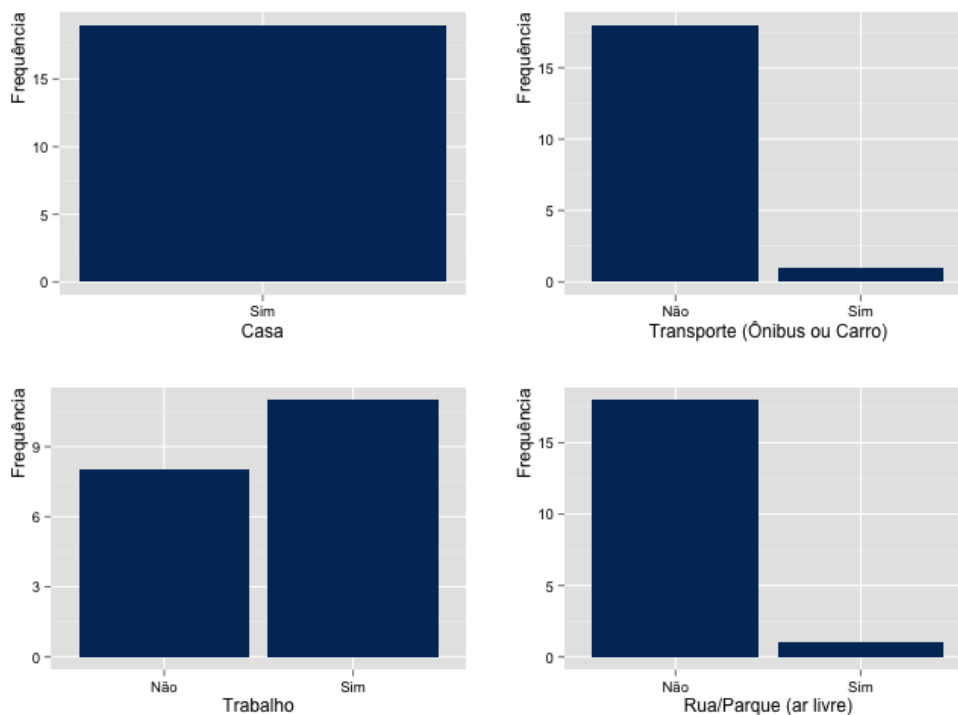 Frequência
15
10
5
0
Sim
Casa
Frequência
15
10
5
0
Não Sim
Transporte (Ônibus ou Carro)
Frequência
9
6
3
0
Não Sim
Trabalho
Frequência
15
10
5
0
Não Sim
Rua/Parque (ar livre)